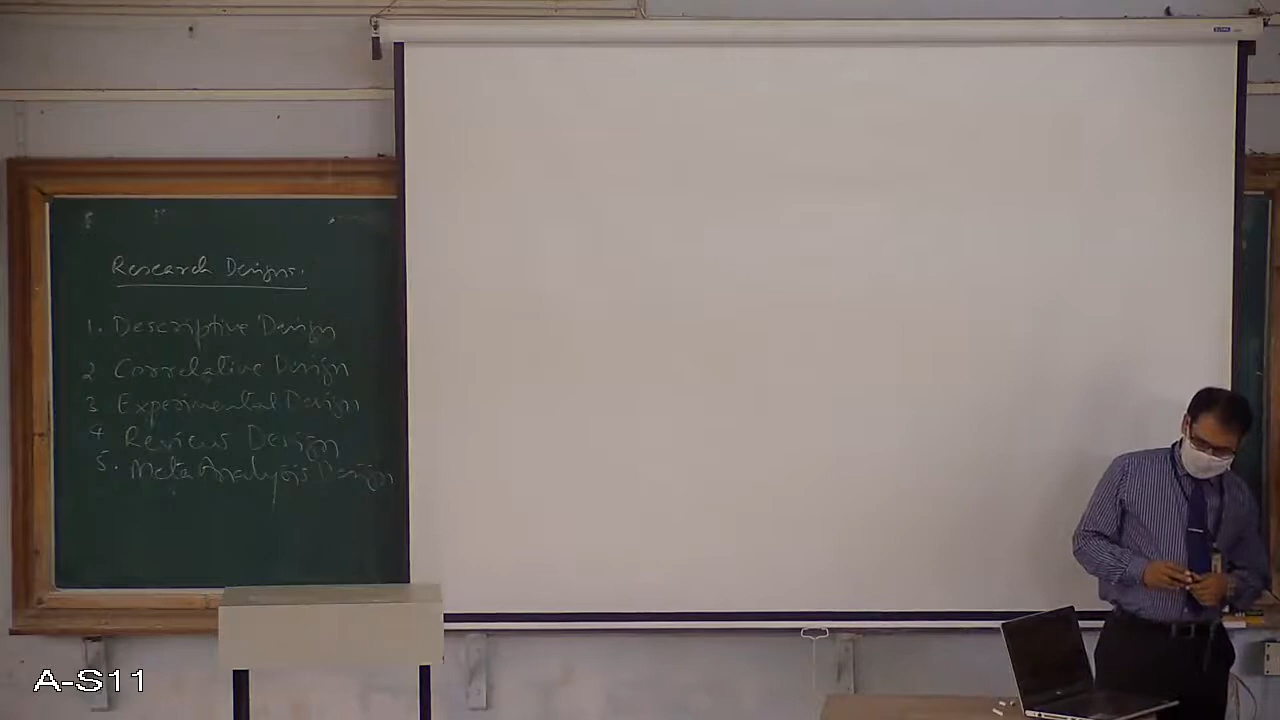 Research Designs.
1. Descriptive Design
2 Correlative Design
3 Experimental Design
4 Review Design
5. Meta Analysis Design
A-S11